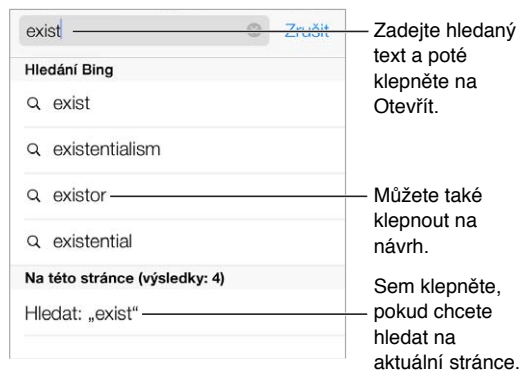 exist
Zrušit
Hledání Bing
exist
existentialism
existor
existential
Na této stránce (výsledky: 4)
Hledat: „exist“
Zadejte hledaný
text a poté
klepněte na
Otevřít.
Můžete také
klepnout na
návrh.
Sem klepněte,
pokud chcete
hledat na
aktuální stránce.